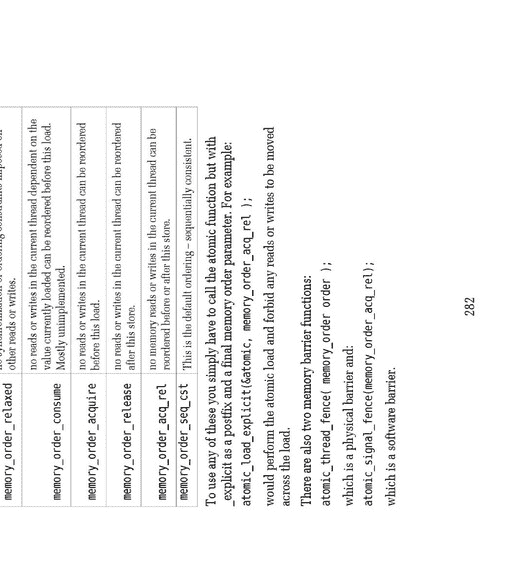 memory_order_relaxed
other reads or writes.
memory_order_consume
no reads or writes in the current thread dependent on the
value currently loaded can be reordered before this load.
Mostly unimplemented.
memory_order_acquire
no reads or writes in the current thread can be reordered
before this load.
memory_order_release
no reads or writes in the current thread can be reordered
after this store.
memory_order_acq_rel
no memory reads or writes in the current thread can be
reordered before or after this store.
memory_order_seq_cst
This is the default ordering – sequentially consistent.
To use any of these you simply have to call the atomic function but with
_explicit as a postfix and a final memory order parameter. For example:
atomic_load_explicit(&atomic, memory_order_acq_rel );
would perform the atomic load and forbid any reads or writes to be moved
across the load.
There are also two memory barrier functions:
atomic_thread_fence( memory_order order );
which is a physical barrier and:
atomic_signal_fence(memory_order_acq_rel);
which is a software barrier.
282